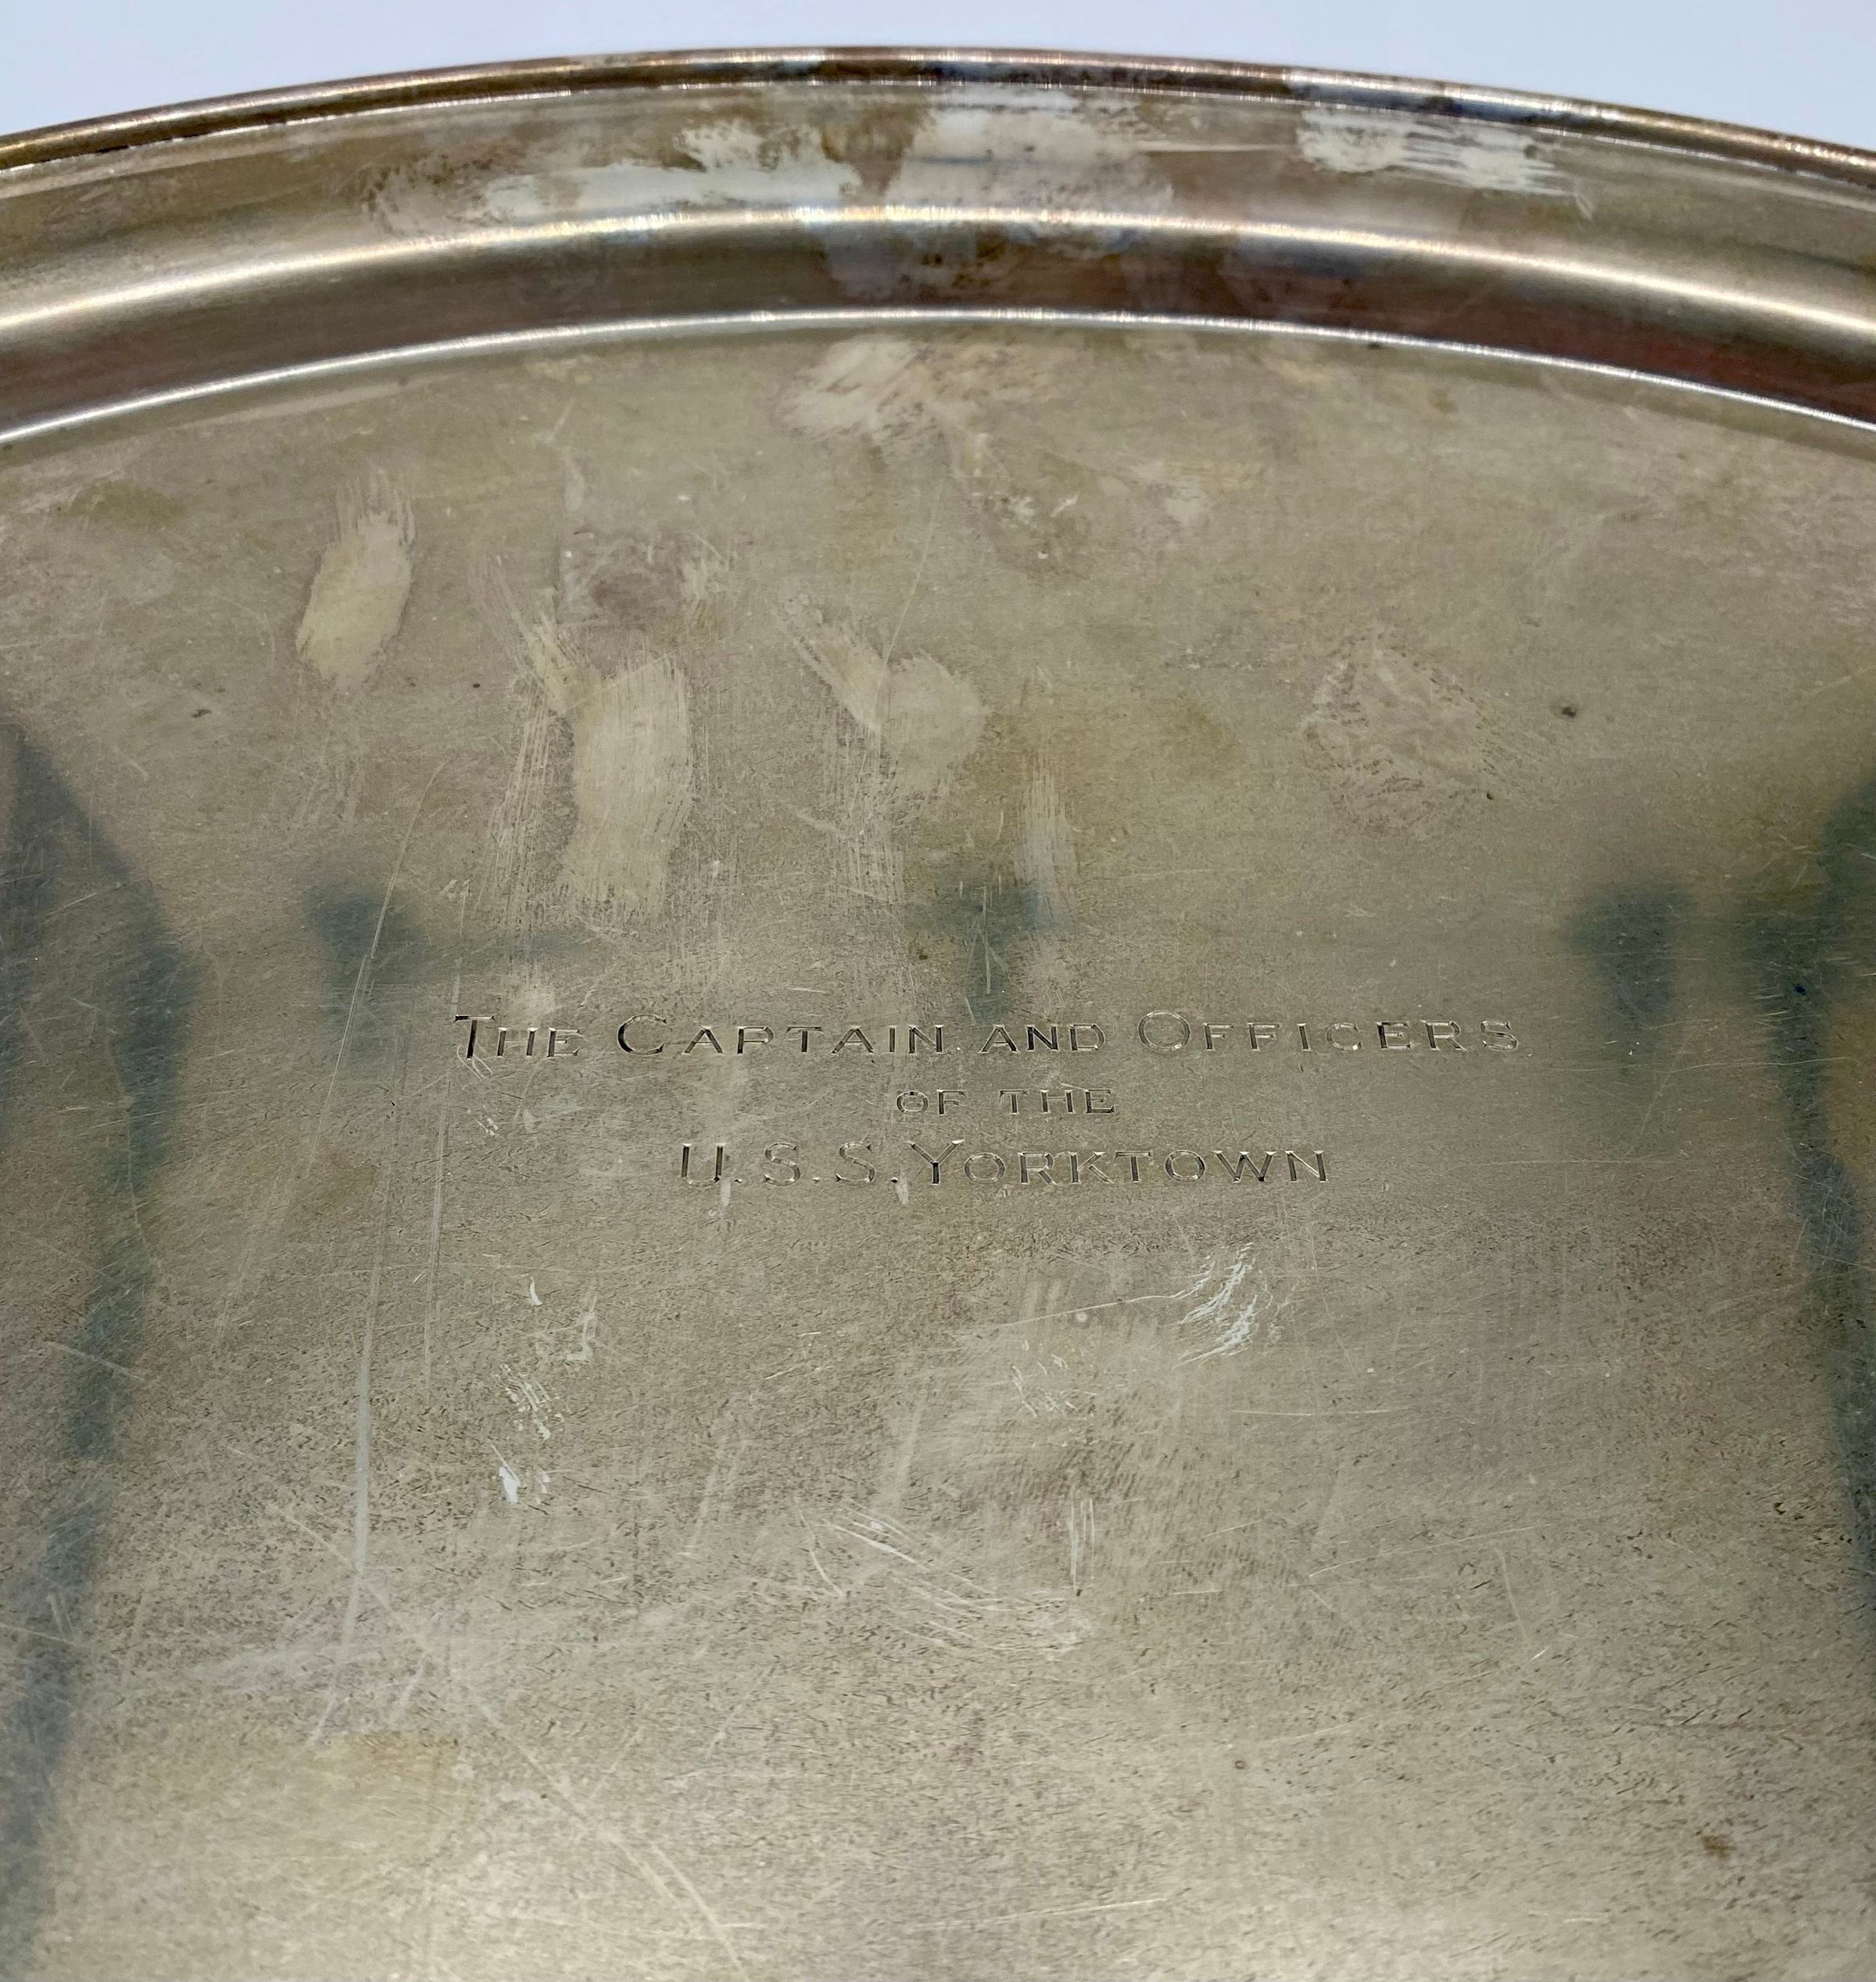 The Captain and Officers
of the
U.S.S. Yorktown